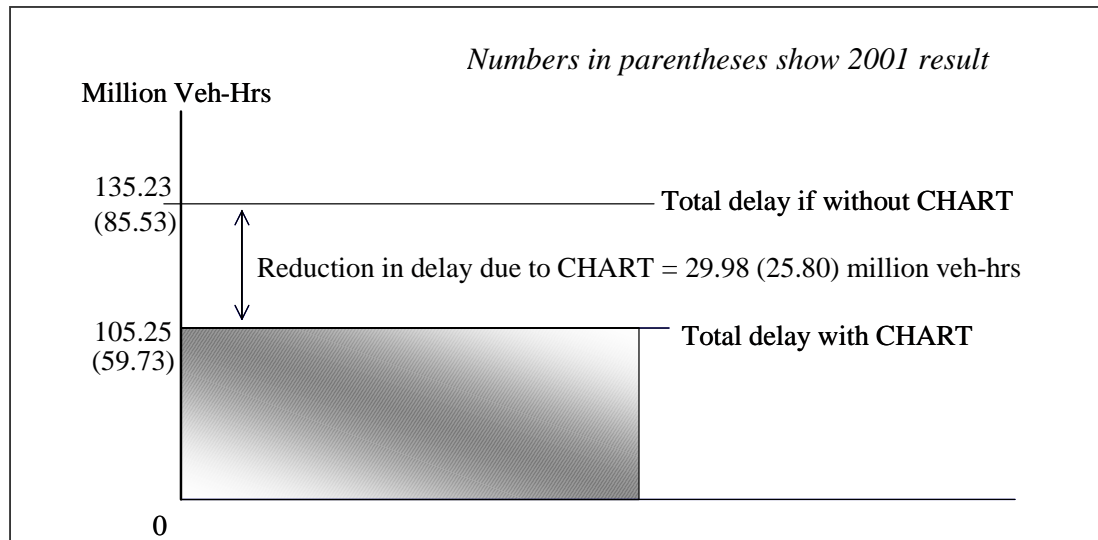 Numbers in parentheses show 2001 result
Million Veh-Hrs
135.23
(85.53)
Total delay if without CHART
Reduction in delay due to CHART = 29.98 (25.80) million veh-hrs
105.25
(59.73)
Total delay with CHART
0